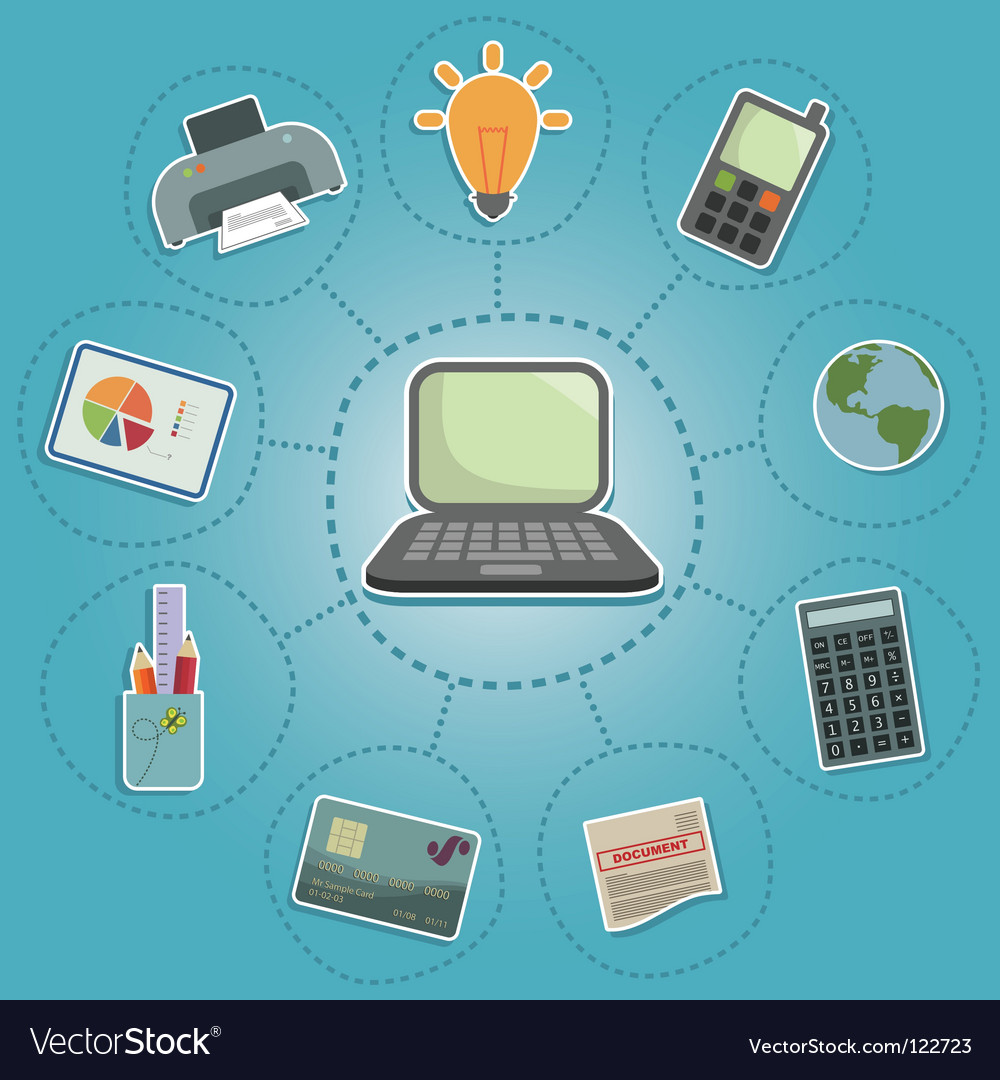 ?
ON CE OFF +/-
MRC M- M+ %
7 8 9 ÷
4 5 6 ×
1 2 3 −
0 · = +
0000 0000 0000 0000
Mr Sample Card
01-02-03
01/08 01/11
DOCUMENT
VectorStock®
VectorStock.com/122723